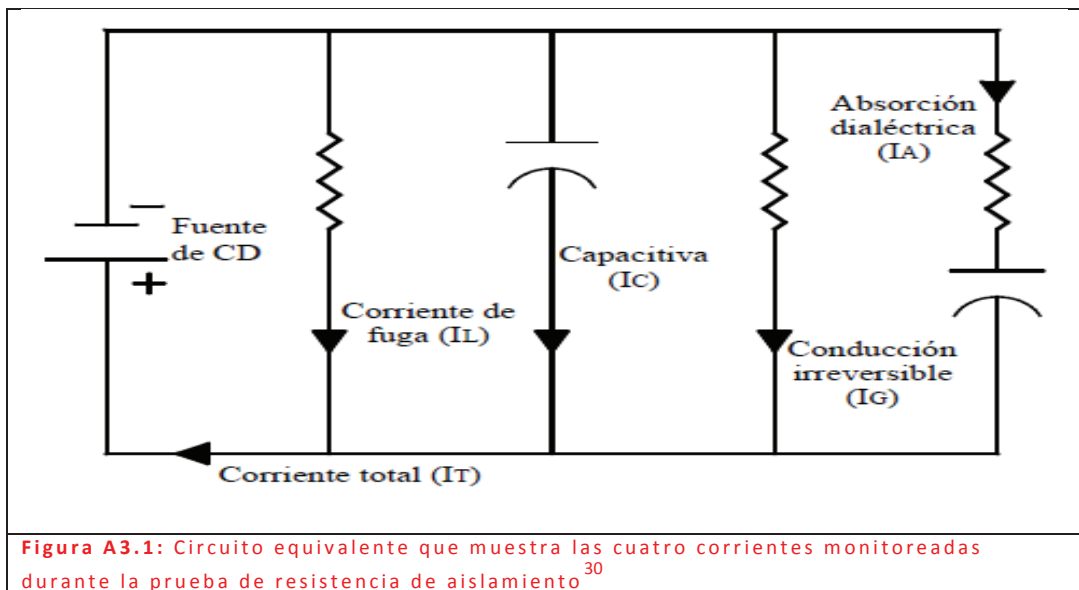 −
Fuente
de CD
+
Corriente de
fuga (IL)
Capacitiva
(IC)
Absorción
dialéctrica
(IA)
Conducción
irreversible
(IG)
Corriente total (IT)
Figura A3.1: Circuito equivalente que muestra las cuatro corrientes monitoreadas
durante la prueba de resistencia de aislamiento 30